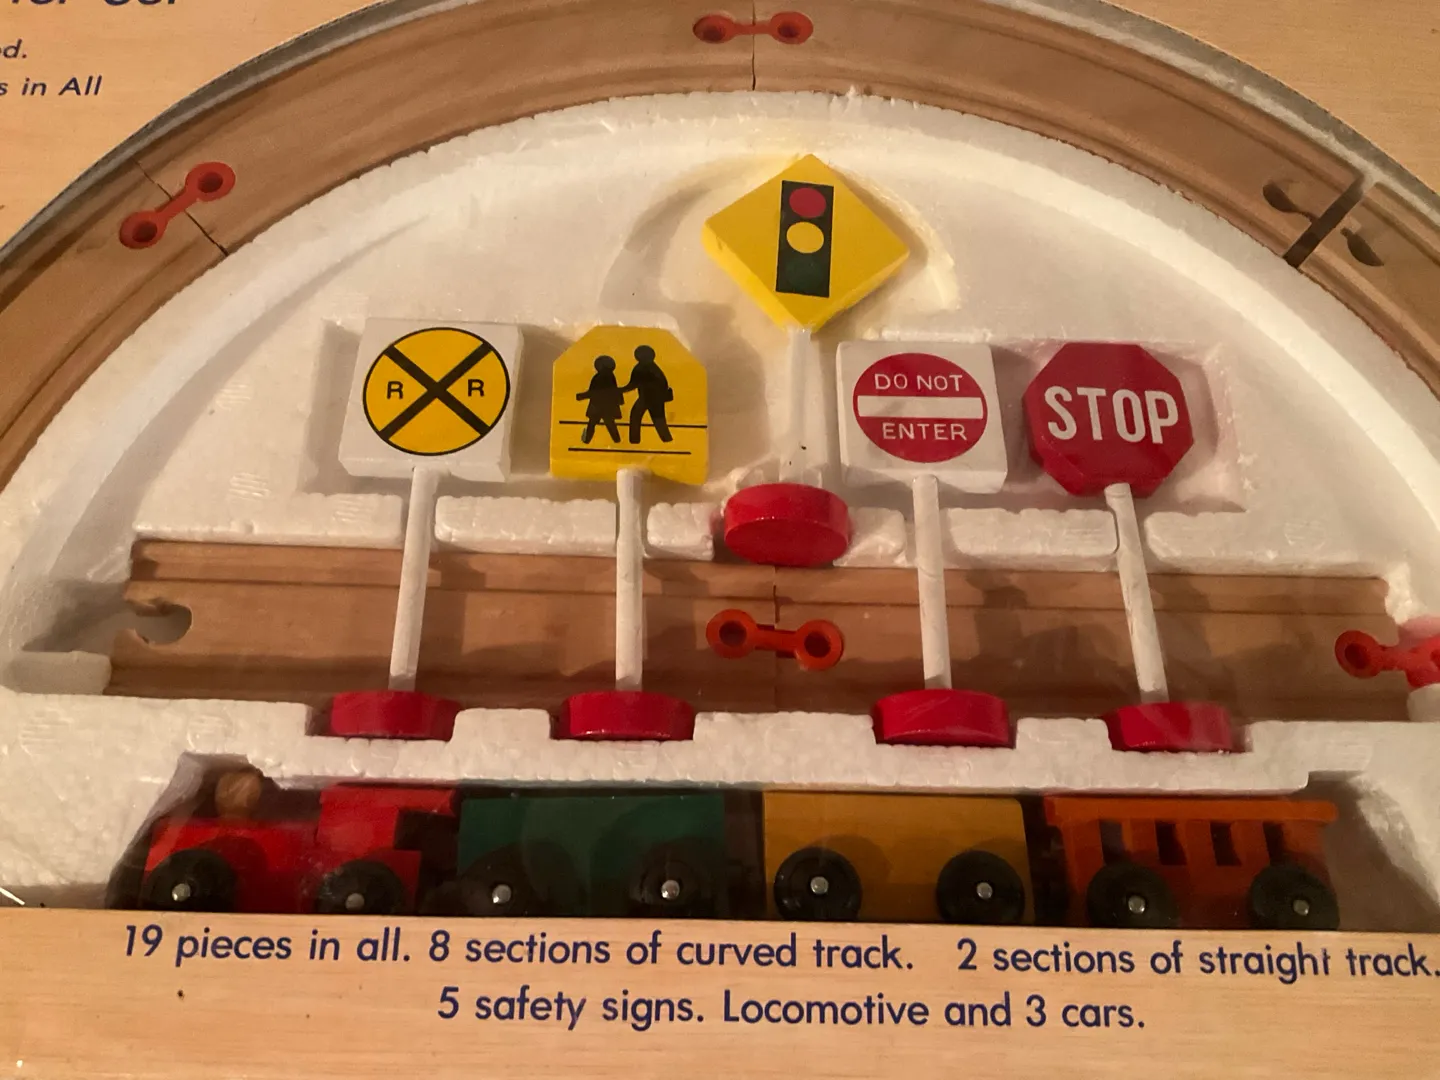 d.
s in All
R R
DO NOT
ENTER
STOP
19 pieces in all. 8 sections of curved track. 2 sections of straight track.
5 safety signs. Locomotive and 3 cars.